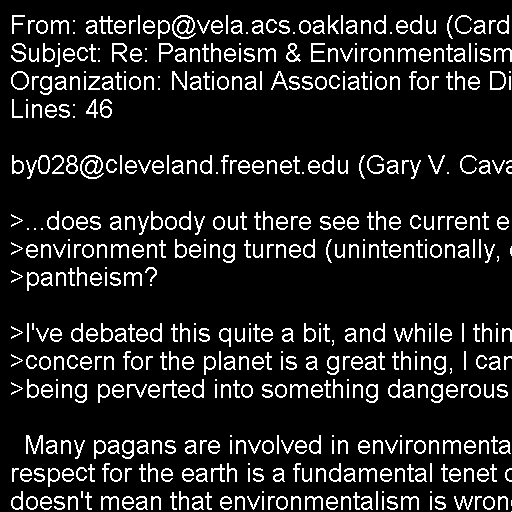 From: atterlep@vela.acs.oakland.edu (Card
Subject: Re: Pantheism & Environmentalism
Organization: National Association for the Di
Lines: 46

by028@cleveland.freenet.edu (Gary V. Cava

>...does anybody out there see the current e
>environment being turned (unintentionally,
>pantheism?

>I've debated this quite a bit, and while I thin
>concern for the planet is a great thing, I can
>being perverted into something dangerous

Many pagans are involved in environmenta
respect for the earth is a fundamental tenet
doesn't mean that environmentalism is wron